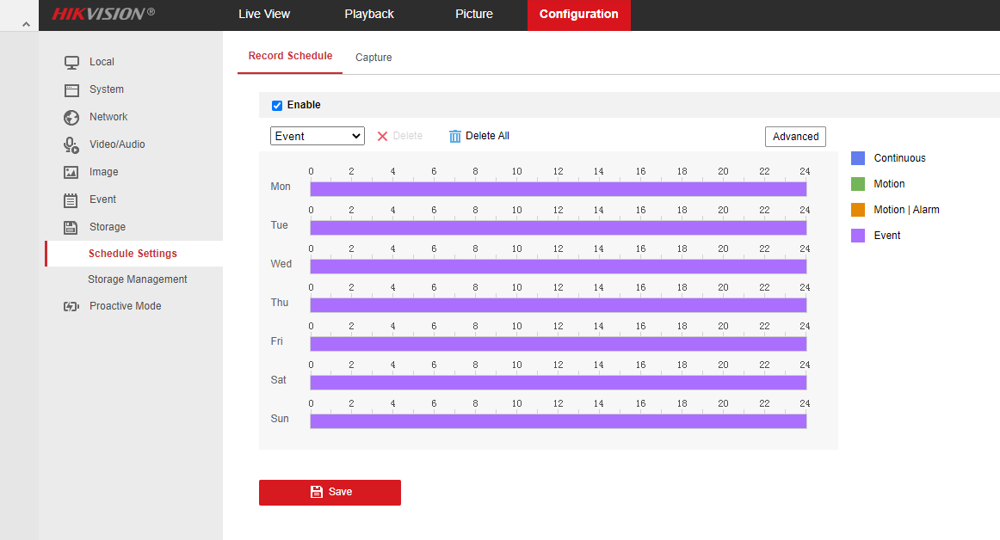 HIKVISION®
Live View
Playback
Picture
Configuration
Local
System
Network
Video/Audio
Image
Event
Storage
Schedule Settings
Storage Management
Proactive Mode
Record Schedule
Capture
Enable
Event
Delete
Delete All
Advanced
0 2 4 6 8 10 12 14 16 18 20 22 24
Mon
0 2 4 6 8 10 12 14 16 18 20 22 24
Tue
0 2 4 6 8 10 12 14 16 18 20 22 24
Wed
0 2 4 6 8 10 12 14 16 18 20 22 24
Thu
0 2 4 6 8 10 12 14 16 18 20 22 24
Fri
0 2 4 6 8 10 12 14 16 18 20 22 24
Sat
0 2 4 6 8 10 12 14 16 18 20 22 24
Sun
Continuous
Motion
Motion | Alarm
Event
Save